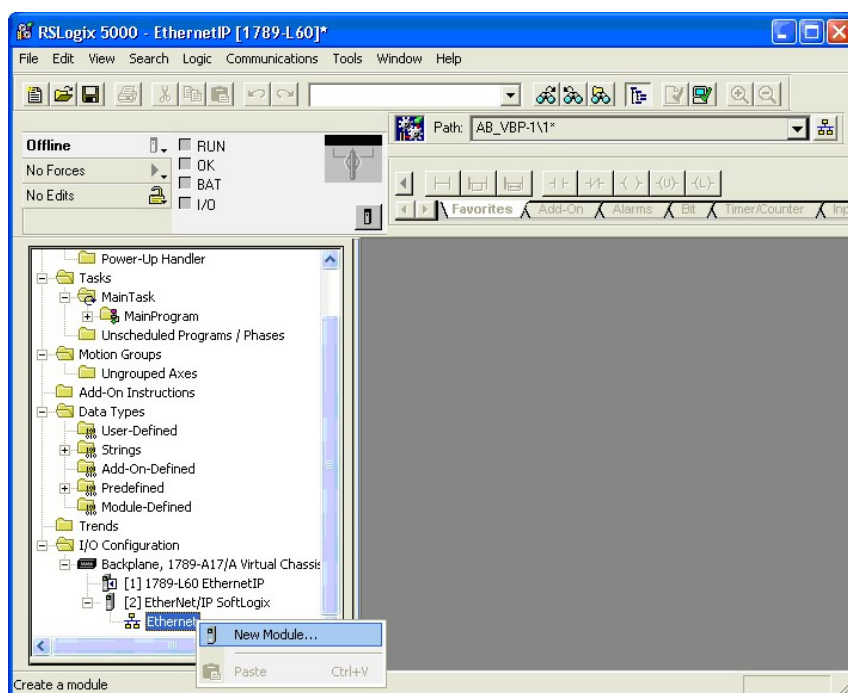 RSLogix 5000 - EthernetIP [1789-L60]*
File Edit View Search Logic Communications Tools Window Help
Path: AB_VBP-1\1*
Offline
RUN
No Forces
OK
No Edits
BAT
I/O
Favorites Add-On Alarms Bit Timer/Counter Inp
Power-Up Handler
Tasks
MainTask
MainProgram
Unscheduled Programs / Phases
Motion Groups
Ungrouped Axes
Add-On Instructions
Data Types
User-Defined
Strings
Add-On-Defined
Predefined
Module-Defined
Trends
I/O Configuration
Backplane, 1789-A17/A Virtual Chassis
[1] 1789-L60 EthernetIP
[2] EtherNet/IP SoftLogix
Ethernet
New Module...
Paste Ctrl+V
Create a module